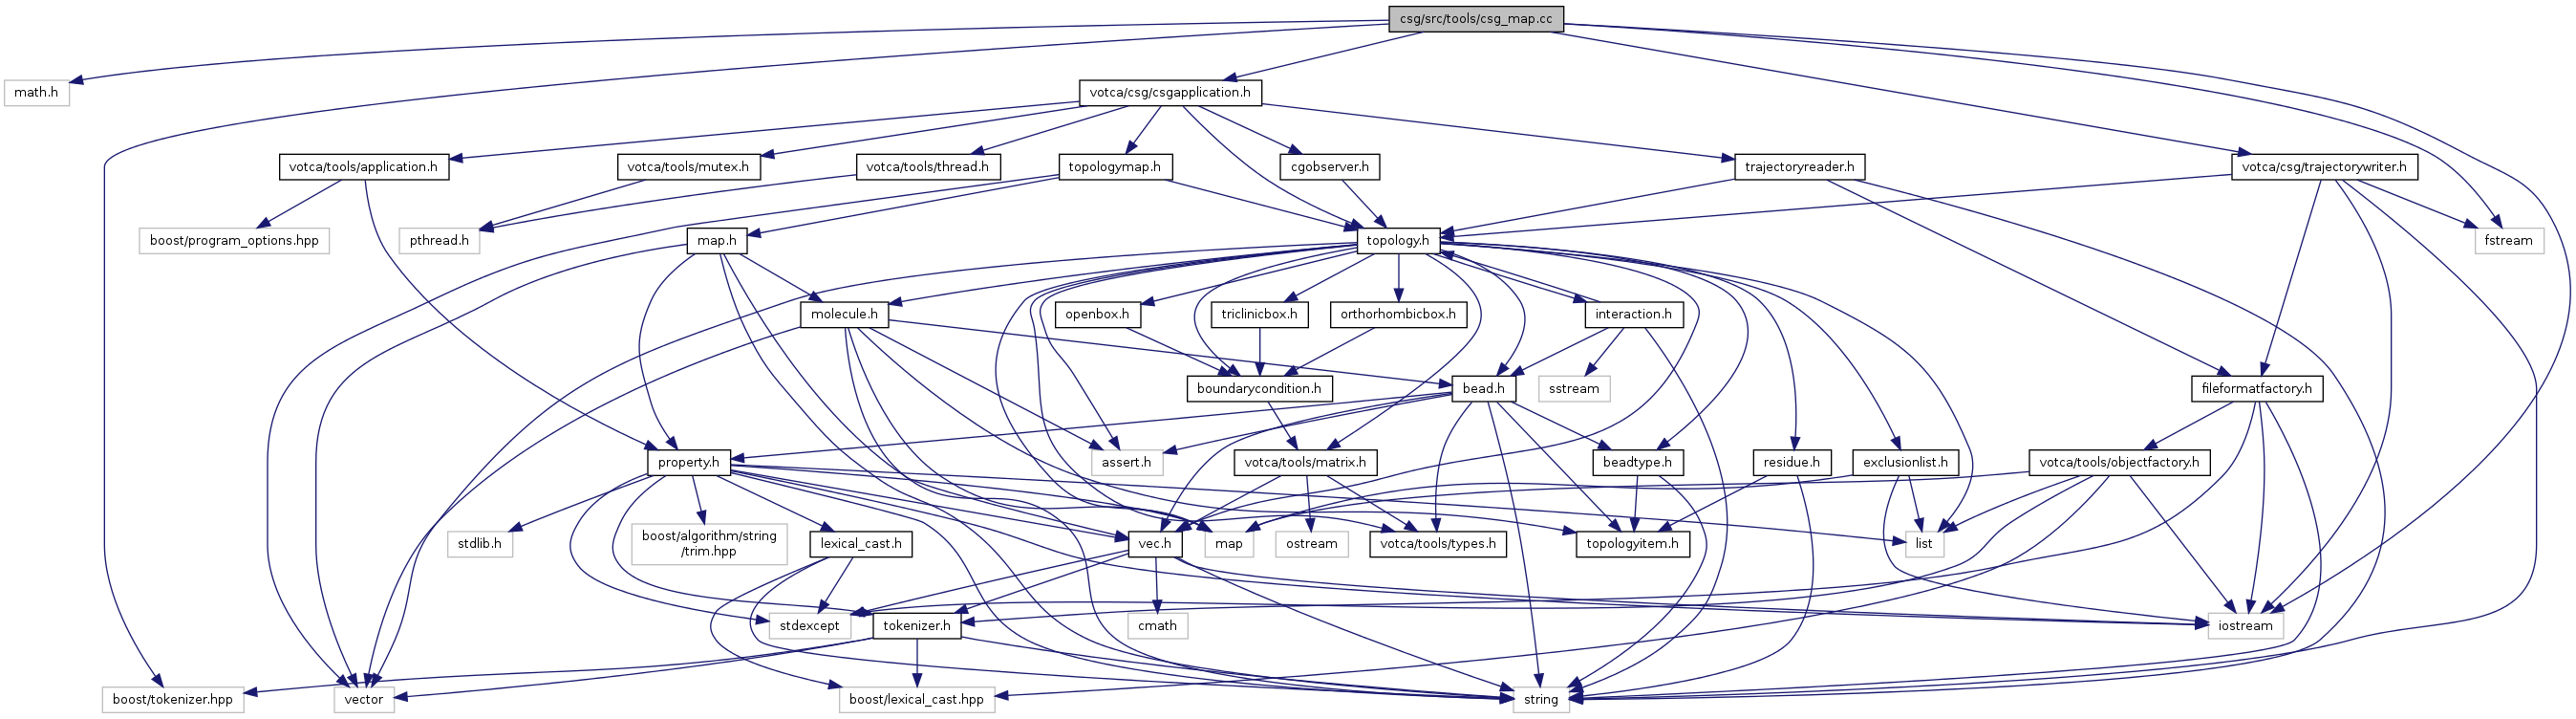 csg/src/tools/csg_map.cc
math.h
votca/csg/csgapplication.h
votca/tools/application.h
votca/tools/mutex.h
votca/tools/thread.h
topologymap.h
cgobserver.h
trajectoryreader.h
votca/csg/trajectorywriter.h
boost/program_options.hpp
pthread.h
map.h
topology.h
fstream
molecule.h
openbox.h
triclinicbox.h
orthorhombicbox.h
interaction.h
boundarycondition.h
bead.h
sstream
fileformatfactory.h
property.h
assert.h
votca/tools/matrix.h
beadtype.h
residue.h
exclusionlist.h
votca/tools/objectfactory.h
stdlib.h
boost/algorithm/string
/trim.hpp
lexical_cast.h
vec.h
map
ostream
votca/tools/types.h
topologyitem.h
list
stdexcept
tokenizer.h
cmath
iostream
boost/tokenizer.hpp
vector
boost/lexical_cast.hpp
string